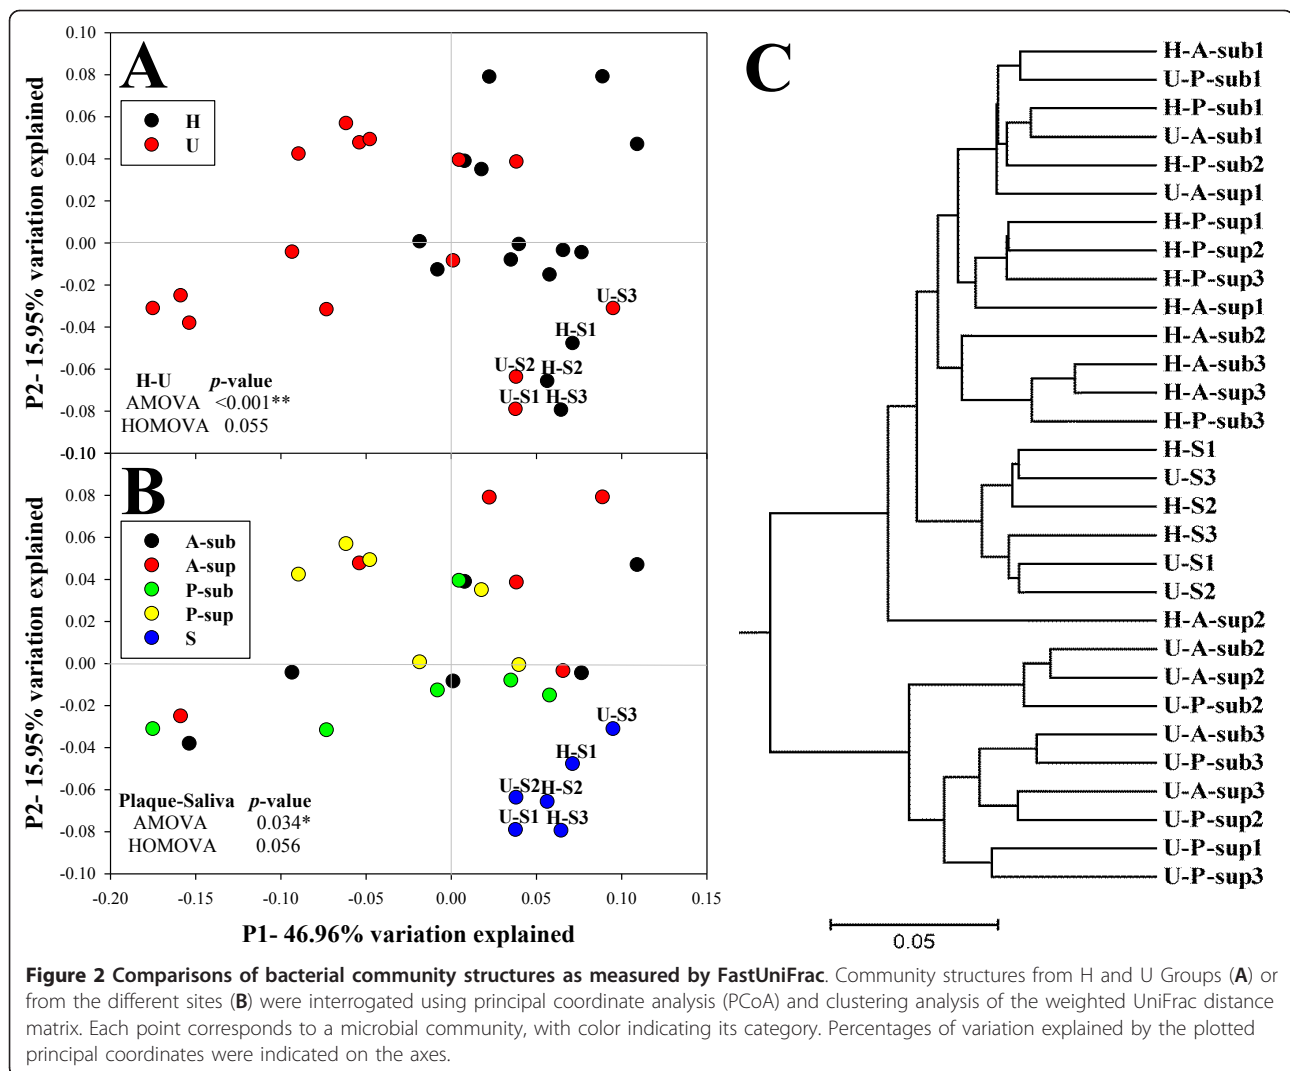 A
0.10
0.08
0.06
0.04
0.02
0.00
-0.02
-0.04
-0.06
-0.08
-0.10
P2- 15.95% variation explained
H
U
U-S3
H-S1
U-S2
H-S2
U-S1
H-S3
H-U p-value
AMOVA <0.001**
HOMOVA 0.055
B
0.08
0.06
0.04
0.02
0.00
-0.02
-0.04
-0.06
-0.08
-0.10
P2- 15.95% variation explained
A-sub
A-sup
P-sub
P-sup
S
U-S3
H-S1
U-S2
H-S2
U-S1
H-S3
Plaque-Saliva p-value
AMOVA 0.034*
HOMOVA 0.056
-0.20 -0.15 -0.10 -0.05 0.00 0.05 0.10 0.15
P1- 46.96% variation explained
C
H-A-sub1
U-P-sub1
H-P-sub1
U-A-sub1
H-P-sub2
U-A-sup1
H-P-sup1
H-P-sup2
H-P-sup3
H-A-sup1
H-A-sub2
H-A-sub3
H-A-sup3
H-P-sub3
H-S1
U-S3
H-S2
H-S3
U-S1
U-S2
H-A-sup2
U-A-sub2
U-A-sup2
U-P-sub2
U-A-sub3
U-P-sub3
U-A-sup3
U-P-sup2
U-P-sup1
U-P-sup3
0.05
Figure 2 Comparisons of bacterial community structures as measured by FastUniFrac. Community structures from H and U Groups (A) or
from the different sites (B) were interrogated using principal coordinate analysis (PCoA) and clustering analysis of the weighted UniFrac distance
matrix. Each point corresponds to a microbial community, with color indicating its category. Percentages of variation explained by the plotted
principal coordinates were indicated on the axes.